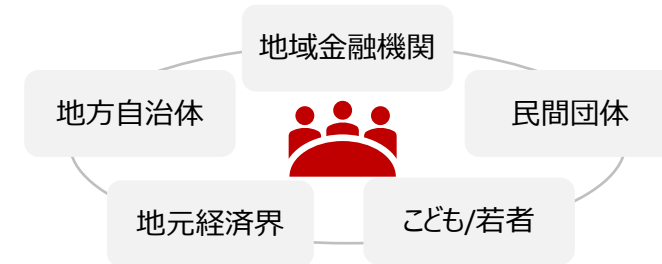 地域金融機関
地方自治体
民間団体
地元経済界
こども/若者